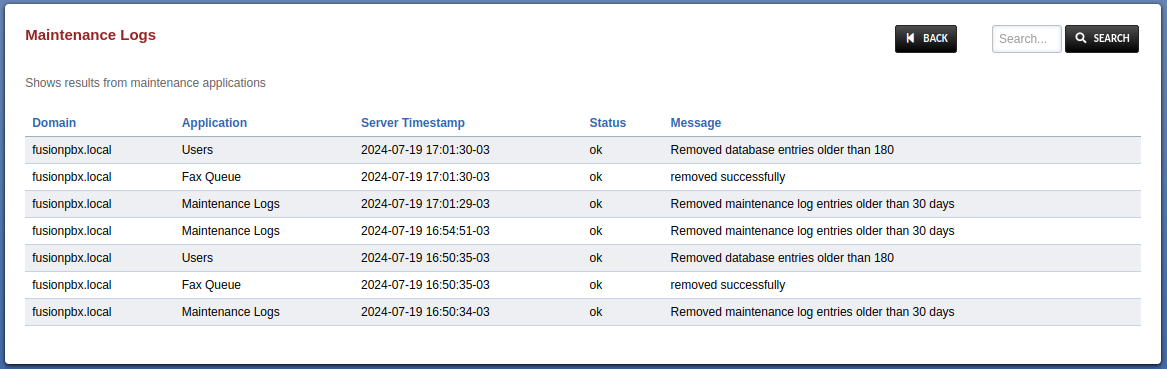 Maintenance Logs
BACK
Search...
SEARCH
Shows results from maintenance applications
Domain Application Server Timestamp Status Message
fusionpbx.local Users 2024-07-19 17:01:30-03 ok Removed database entries older than 180
fusionpbx.local Fax Queue 2024-07-19 17:01:30-03 ok removed successfully
fusionpbx.local Maintenance Logs 2024-07-19 17:01:29-03 ok Removed maintenance log entries older than 30 days
fusionpbx.local Maintenance Logs 2024-07-19 16:54:51-03 ok Removed maintenance log entries older than 30 days
fusionpbx.local Users 2024-07-19 16:50:35-03 ok Removed database entries older than 180
fusionpbx.local Fax Queue 2024-07-19 16:50:35-03 ok removed successfully
fusionpbx.local Maintenance Logs 2024-07-19 16:50:34-03 ok Removed maintenance log entries older than 30 days